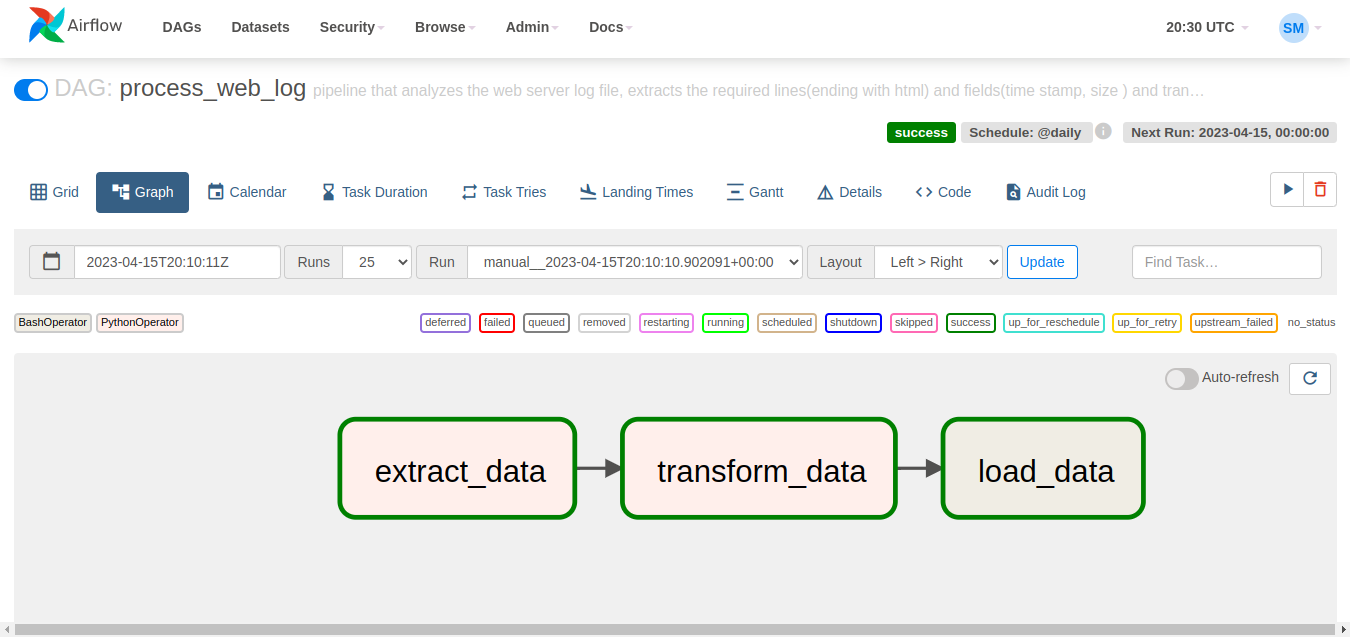 Airflow DAGs Datasets Security Browse Admin Docs 20:30 UTC SM
DAG: process_web_log pipeline that analyzes the web server log file, extracts the required lines(ending with html) and fields(time stamp, size ) and tran…
success Schedule: @daily i Next Run: 2023-04-15, 00:00:00
Grid Graph Calendar Task Duration Task Tries Landing Times Gantt Details Code Audit Log
2023-04-15T20:10:11Z Runs 25 Run manual__2023-04-15T20:10:10.902091+00:00 Layout Left > Right Update Find Task…
BashOperator PythonOperator deferred failed queued removed restarting running scheduled shutdown skipped success up_for_reschedule up_for_retry upstream_failed no_status
Auto-refresh
extract_data transform_data load_data